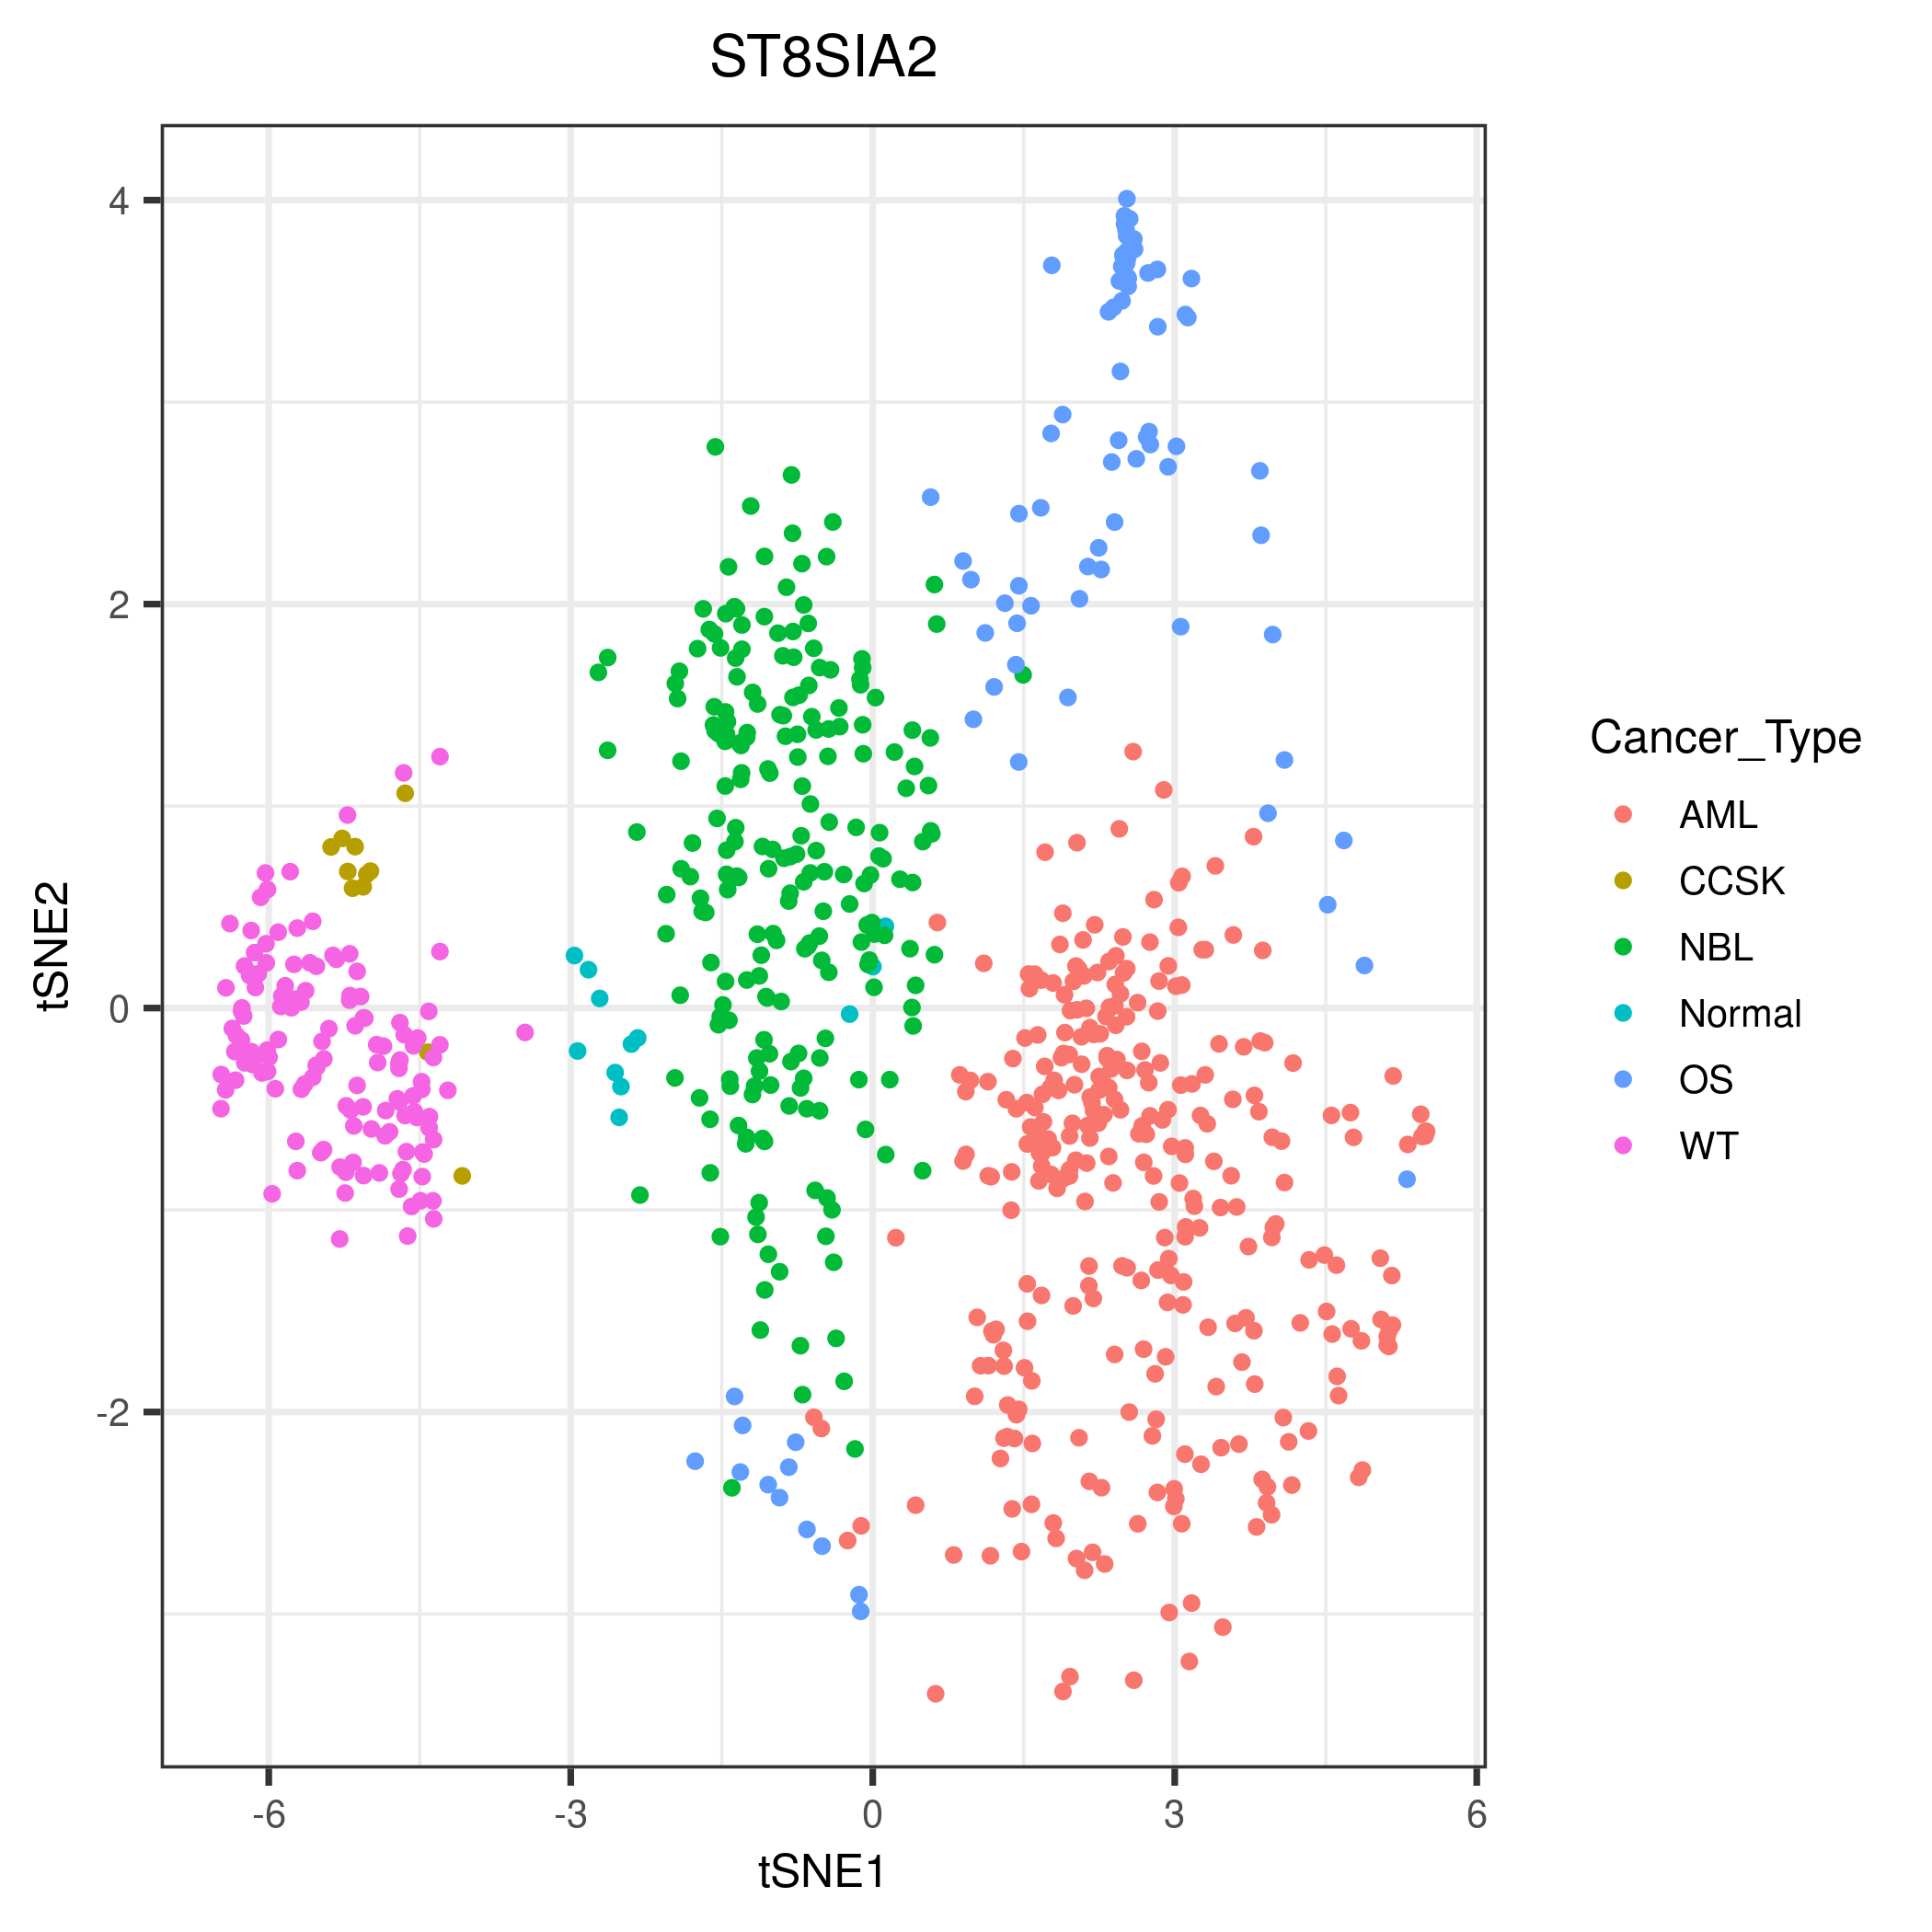 ST8SIA2
4
2
0
-2
tSNE2
-6
-3
0
3
6
tSNE1
Cancer_Type
AML
CCSK
NBL
Normal
OS
WT